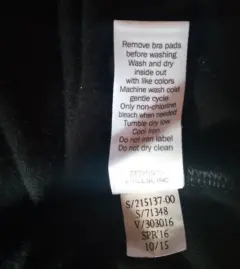 Remove bra pads
before washing
Wash and dry
inside out
with like colors
Machine wash cold
gentle cycle
Only non-chlorine
bleach when needed
Tumble dry low
Cool iron
Do not iron label
Do not dry clean
S/215137-00
S/71348
V/303016
SPR'16
10/15